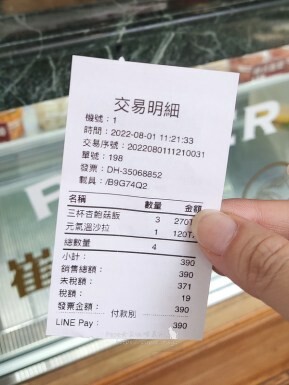 交易明細
機號：1
時間：2022-08-01 11:21:33
交易序號：2022080111210031
單號：198
發票：DH-35068852
載具：/B9G74Q2
名稱 數量 金額
三杯杏鮑菇飯 3 270T
元氣溫沙拉 1 120T
總數量 4
小計： 390
銷售總額： 390
未稅額： 371
稅額： 19
發票金額： 390
付款別
LINE Pay： 390